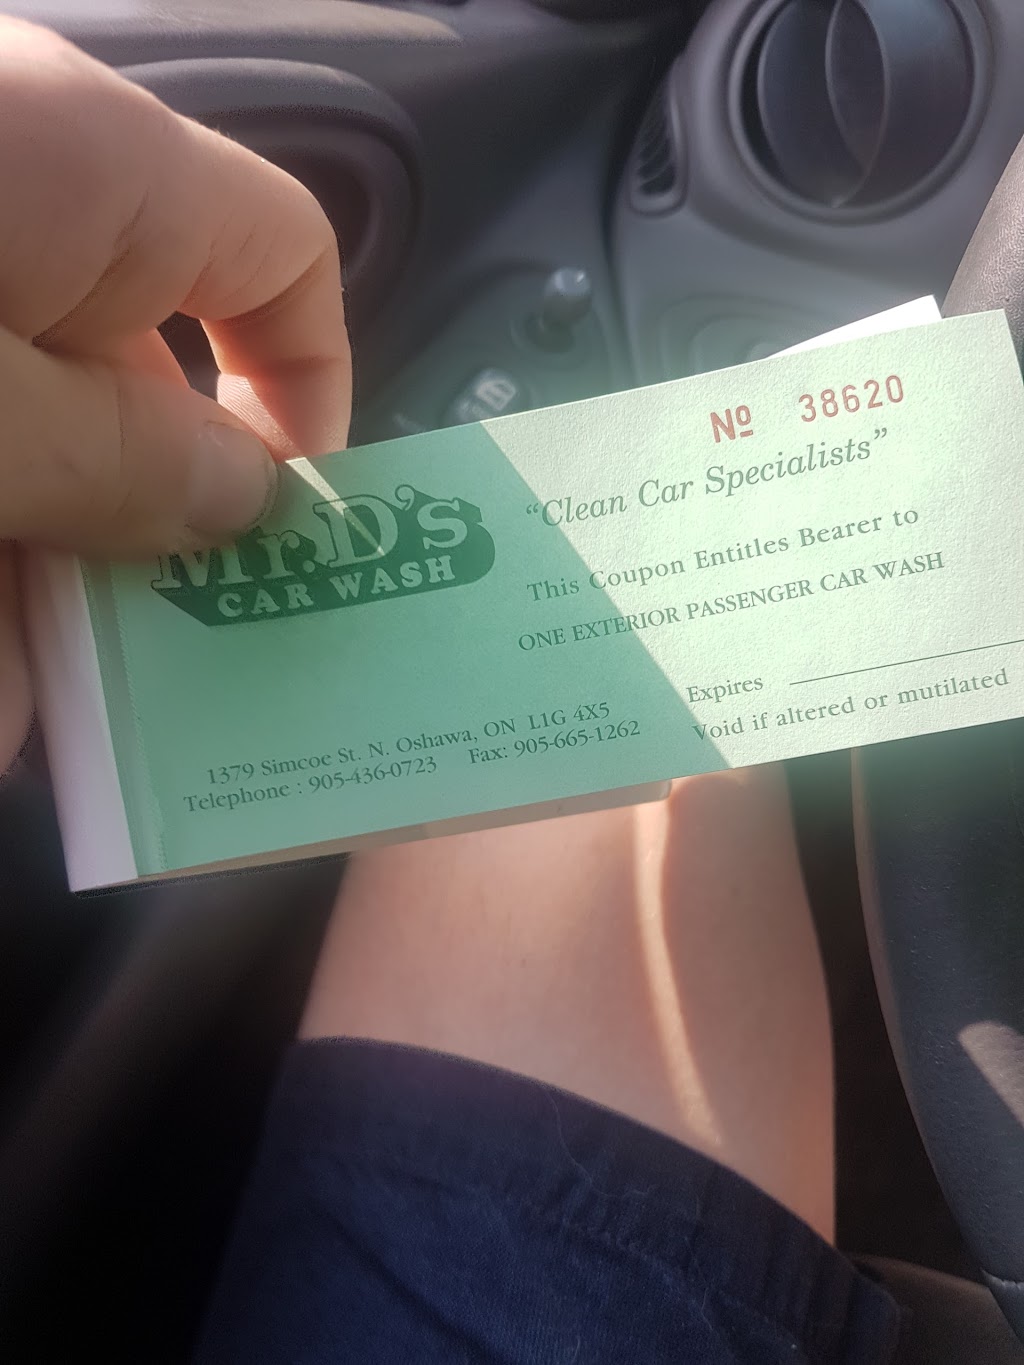 Nº 38620
"Clean Car Specialists"
Mr.D's
CAR WASH
This Coupon Entitles Bearer to
ONE EXTERIOR PASSENGER CAR WASH
Expires
Void if altered or mutilated
1379 Simcoe St. N. Oshawa, ON L1G 4X5
Telephone : 905-436-0723 Fax: 905-665-1262